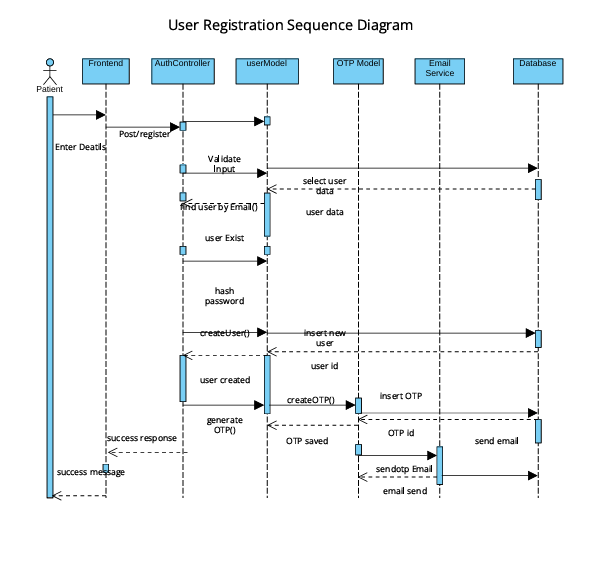 User Registration Sequence Diagram
Frontend
AuthController
userModel
OTP Model
Email
Service
Database
Patient
Post/register
Enter Deatils
Validate
Input
select user
data
find user by Email()
user data
user Exist
hash
password
createUser()
insert new
user
user id
user created
createOTP()
insert OTP
generate
OTP()
OTP id
success response
OTP saved
send email
success message
sendotp Email
email send